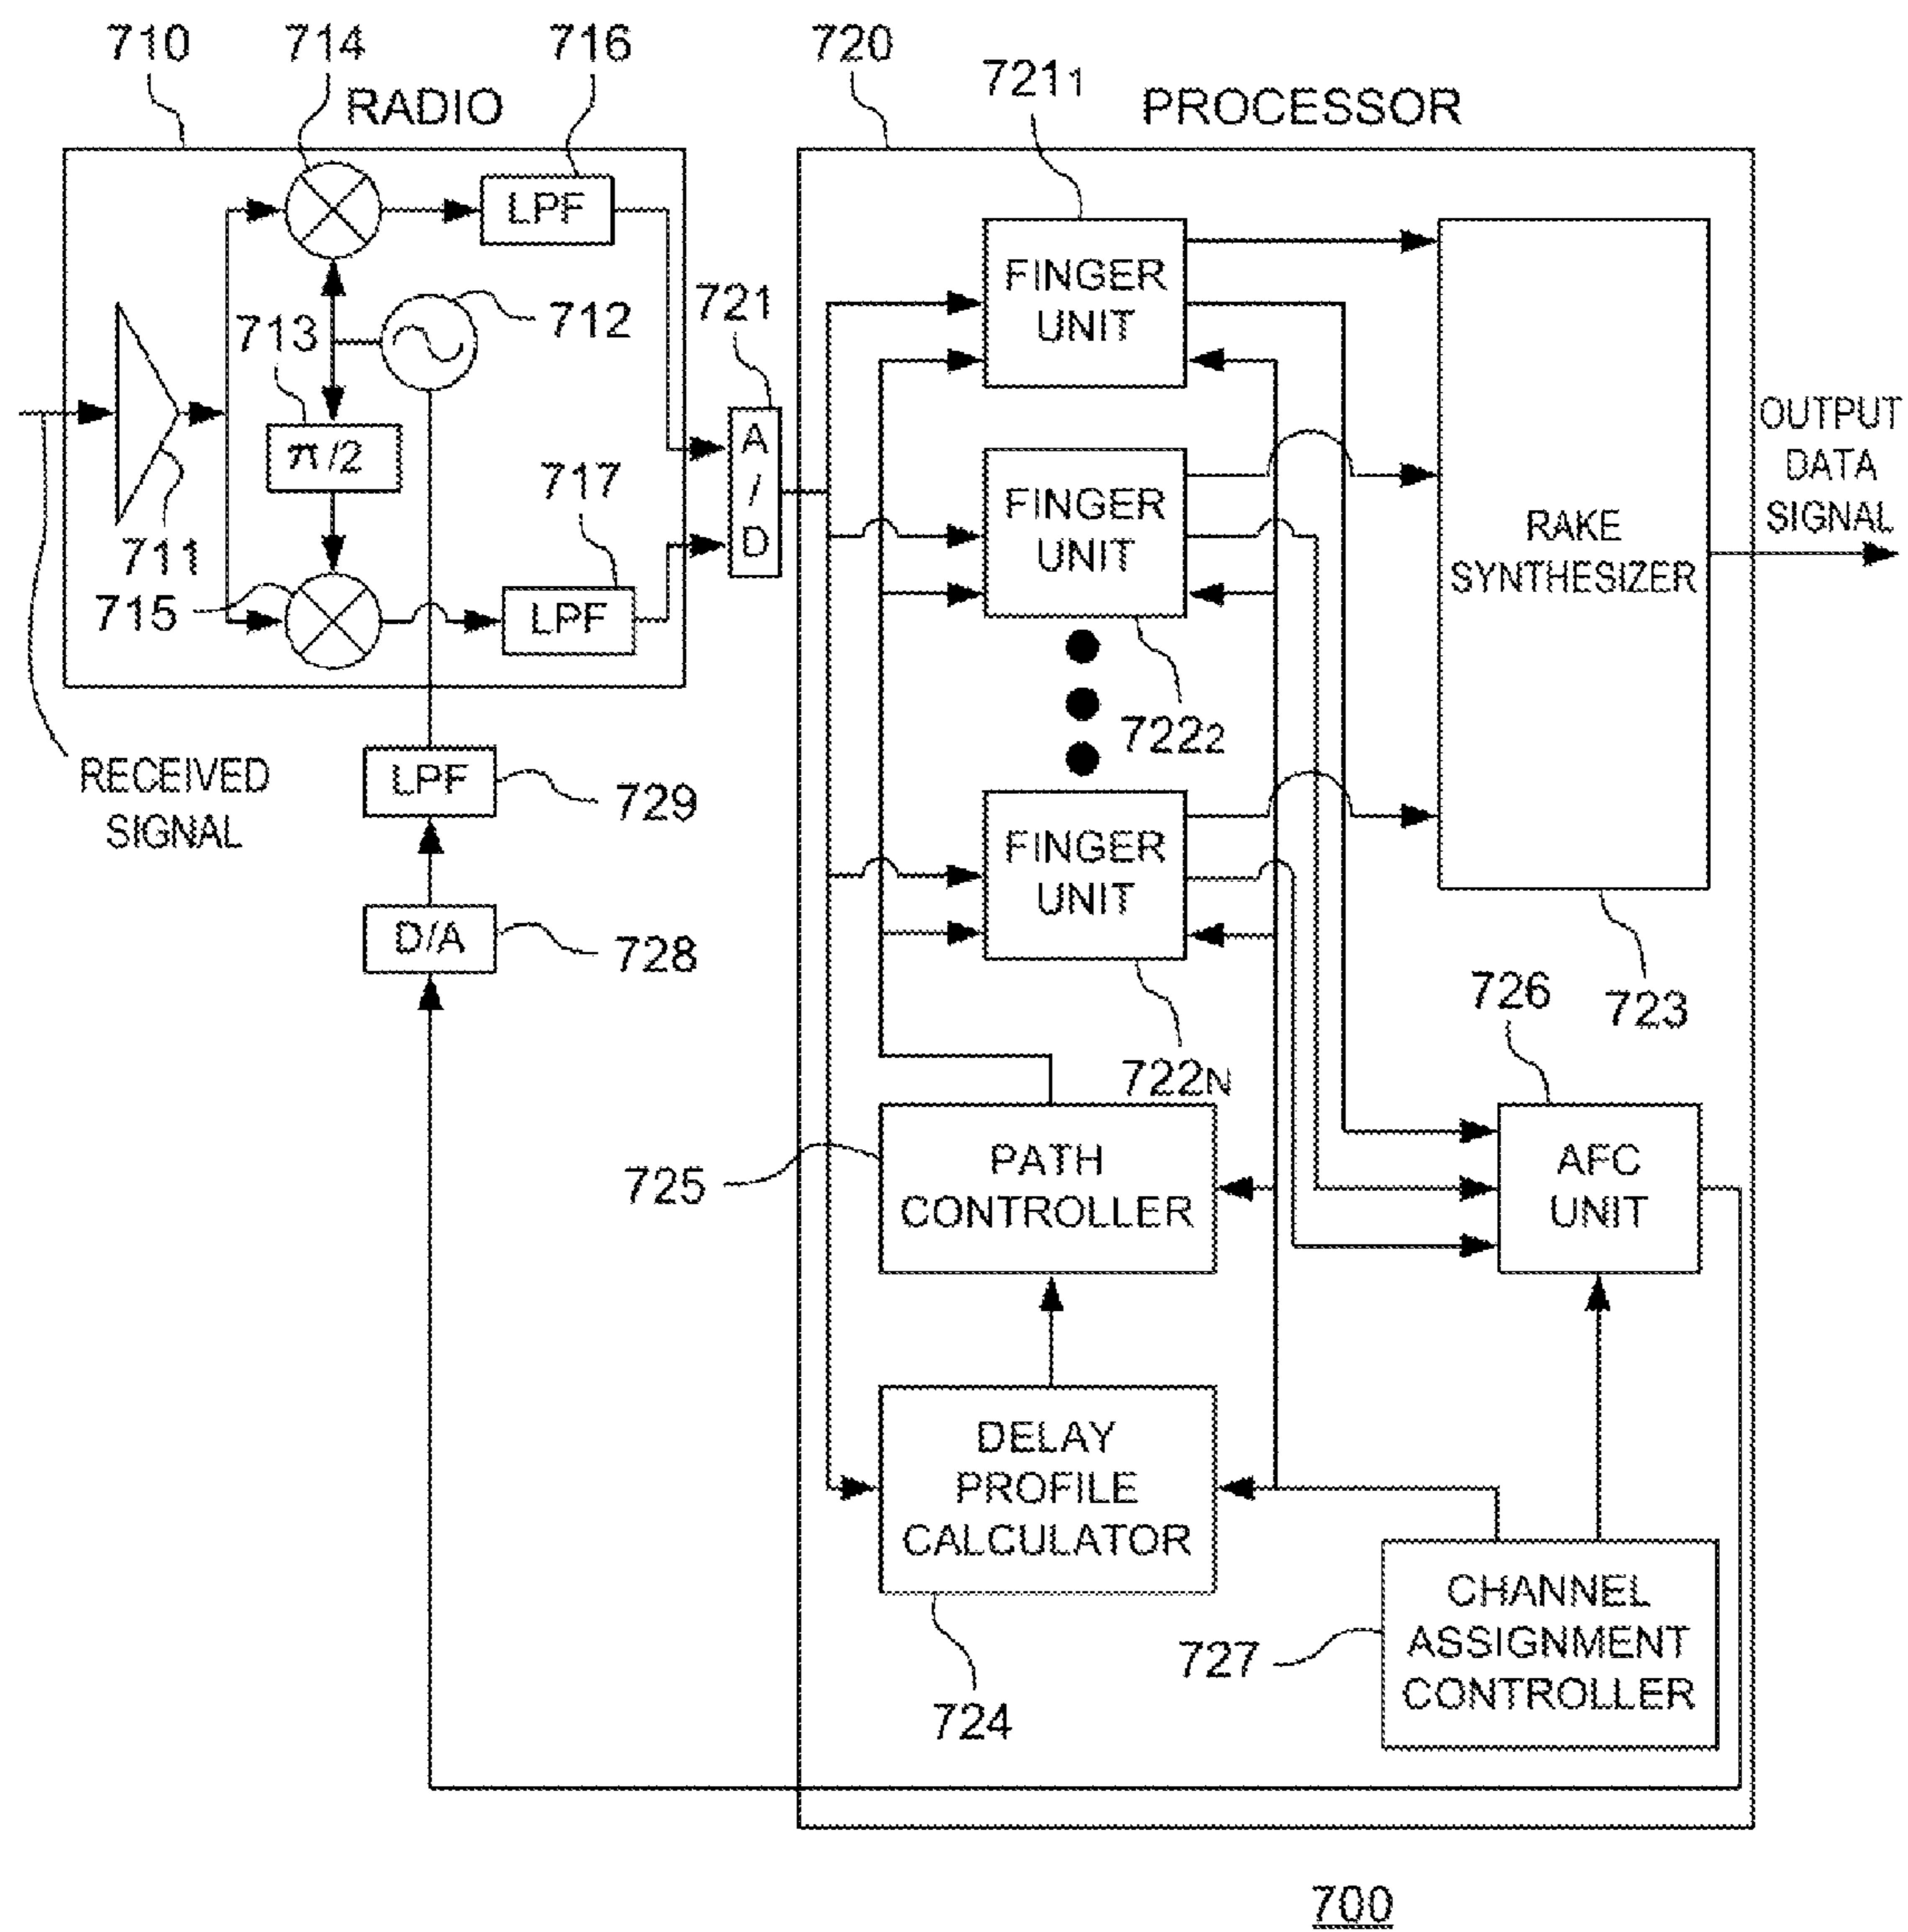 710
714
716
720
721₁
RADIO
PROCESSOR
LPF
FINGER
UNIT
721
712
713
A
/
D
π/2
717
711
715
LPF
FINGER
UNIT
RAKE
SYNTHESIZER
OUTPUT
DATA
SIGNAL
722₂
RECEIVED
SIGNAL
LPF
729
FINGER
UNIT
D/A
728
723
726
722N
725
PATH
CONTROLLER
AFC
UNIT
DELAY
PROFILE
CALCULATOR
724
727
CHANNEL
ASSIGNMENT
CONTROLLER
700